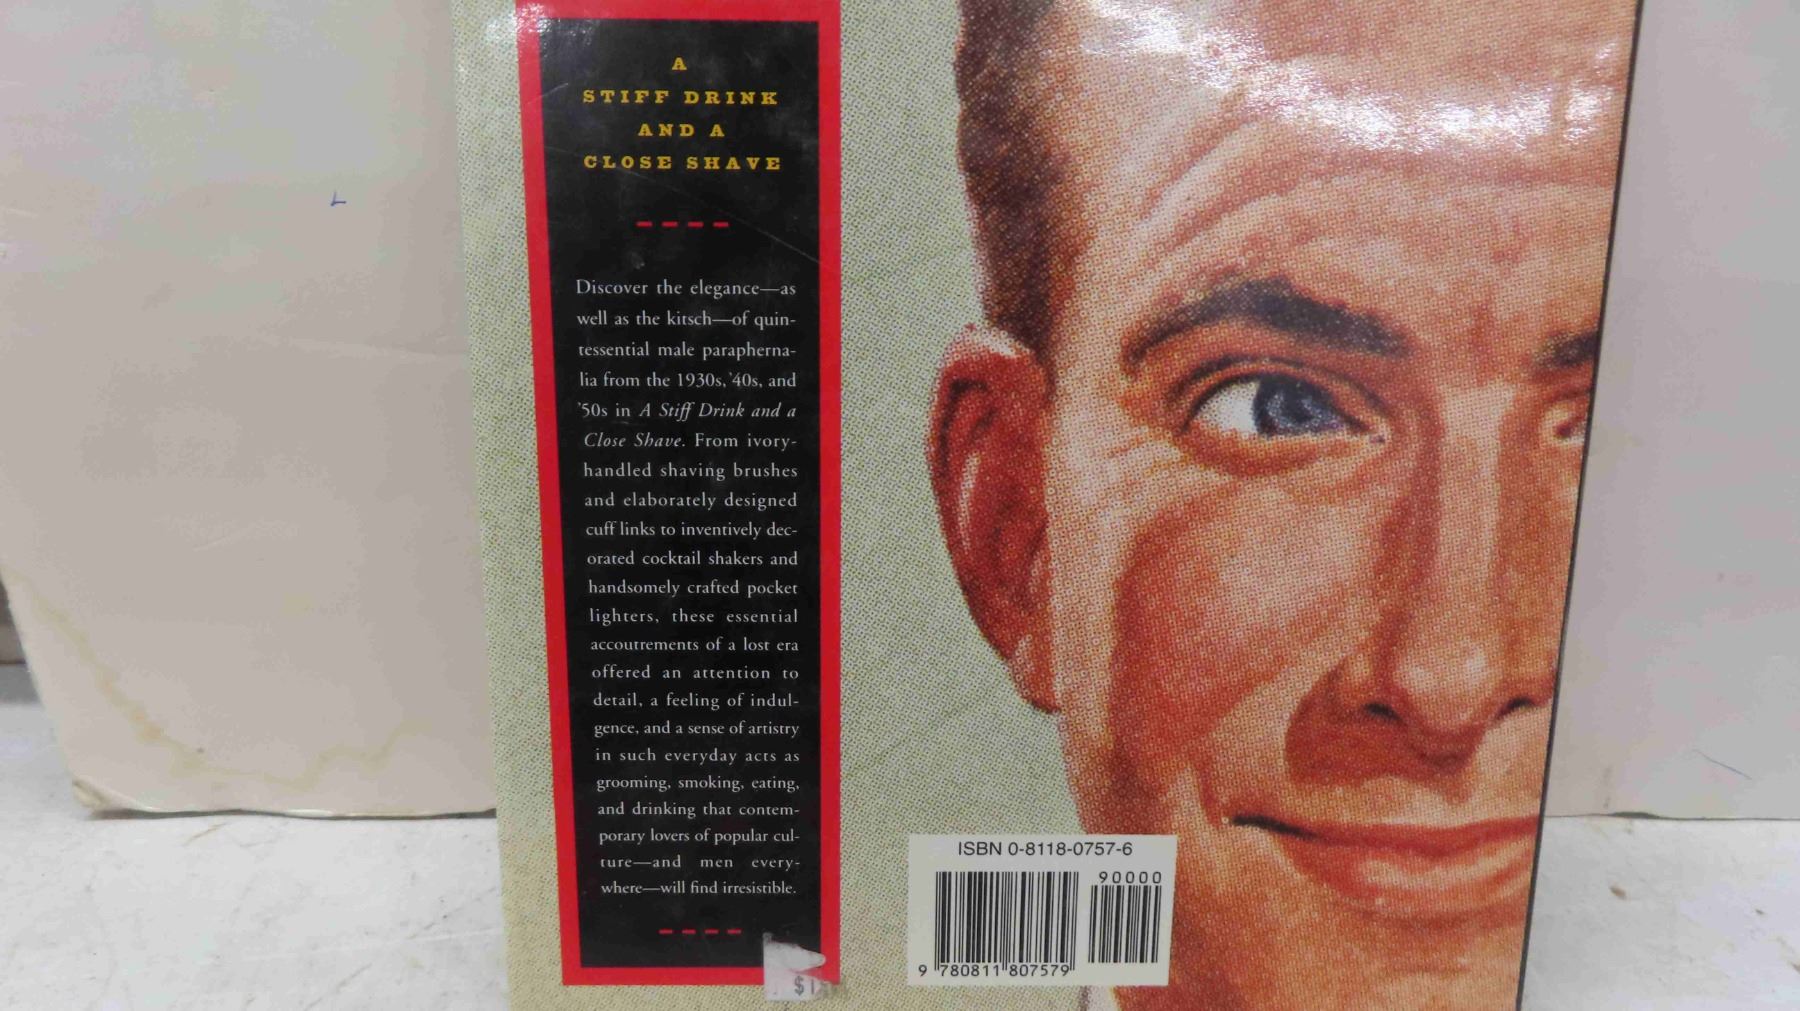 A
STIFF DRINK
AND A
CLOSE SHAVE
Discover the elegance—as
well as the kitsch—of quin-
tessential male parapherna-
lia from the 1930s, '40s, and
'50s in A Stiff Drink and a
Close Shave. From ivory-
handled shaving brushes
and elaborately designed
cuff links to inventively dec-
orated cocktail shakers and
handsomely crafted pocket
lighters, these essential
accoutrements of a lost era
offered an attention to
detail, a feeling of indul-
gence, and a sense of artistry
in such everyday acts as
grooming, smoking, eating,
and drinking that contem-
porary lovers of popular cul-
ture—and men every-
where—will find irresistible.
ISBN 0-8118-0757-6
90000
9 780811 807579